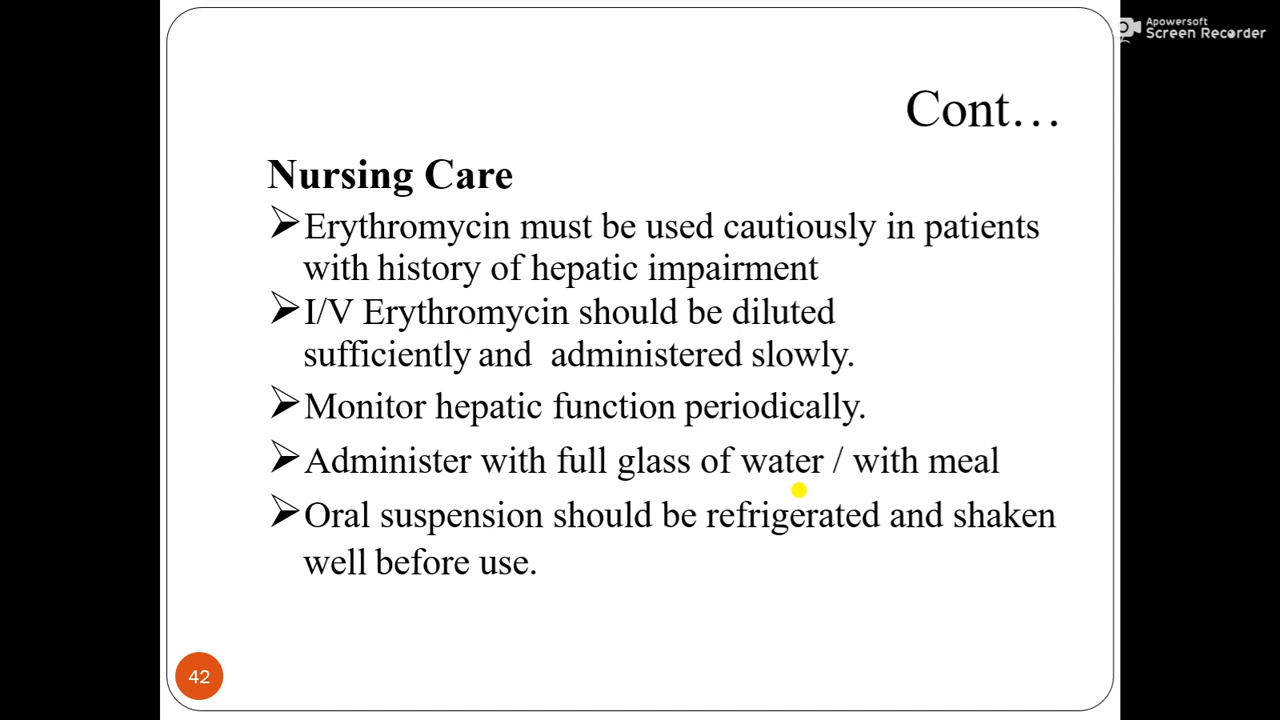 Apowersoft
Screen Recorder
Cont…
Nursing Care
➢Erythromycin must be used cautiously in patients
with history of hepatic impairment
➢I/V Erythromycin should be diluted
sufficiently and  administered slowly.
➢Monitor hepatic function periodically.
➢Administer with full glass of water / with meal
➢Oral suspension should be refrigerated and shaken
well before use.
42